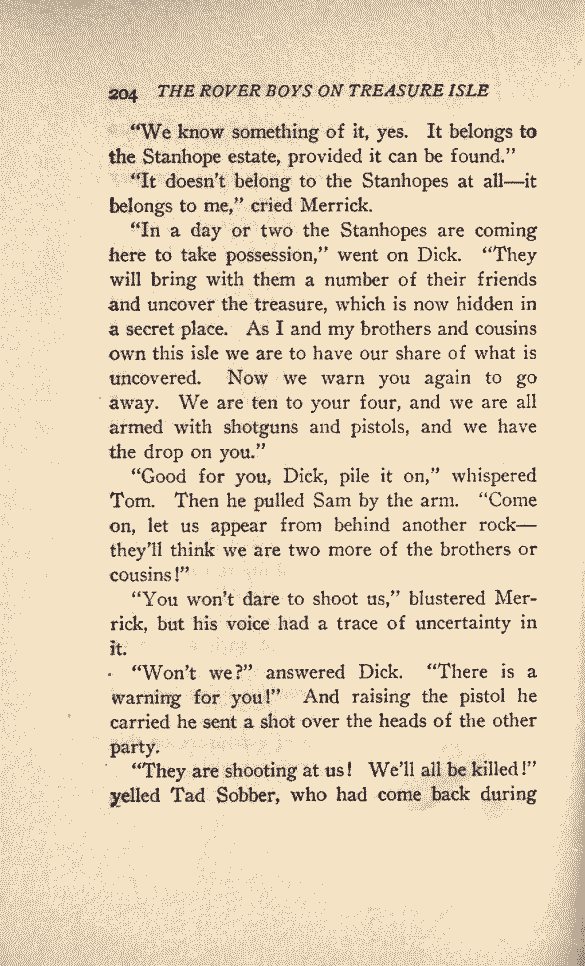 204 THE ROVER BOYS ON TREASURE ISLE
“We know something of it, yes. It belongs to
the Stanhope estate, provided it can be found.”
“It doesn't belong to the Stanhopes at all—it
belongs to me,” cried Merrick.
“In a day or two the Stanhopes are coming
here to take possession,” went on Dick. “They
will bring with them a number of their friends
and uncover the treasure, which is now hidden in
a secret place. As I and my brothers and cousins
own this isle we are to have our share of what is
uncovered. Now we warn you again to go
away. We are ten to your four, and we are all
armed with shotguns and pistols, and we have
the drop on you.”
“Good for you, Dick, pile it on,” whispered
Tom. Then he pulled Sam by the arm. “Come
on, let us appear from behind another rock—
they'll think we are two more of the brothers or
cousins!”
“You won't dare to shoot us,” blustered Mer-
rick, but his voice had a trace of uncertainty in
it.
“Won't we?” answered Dick. “There is a
warning for you!” And raising the pistol he
carried he sent a shot over the heads of the other
party.
“They are shooting at us! We'll all be killed!”
yelled Tad Sobber, who had come back during